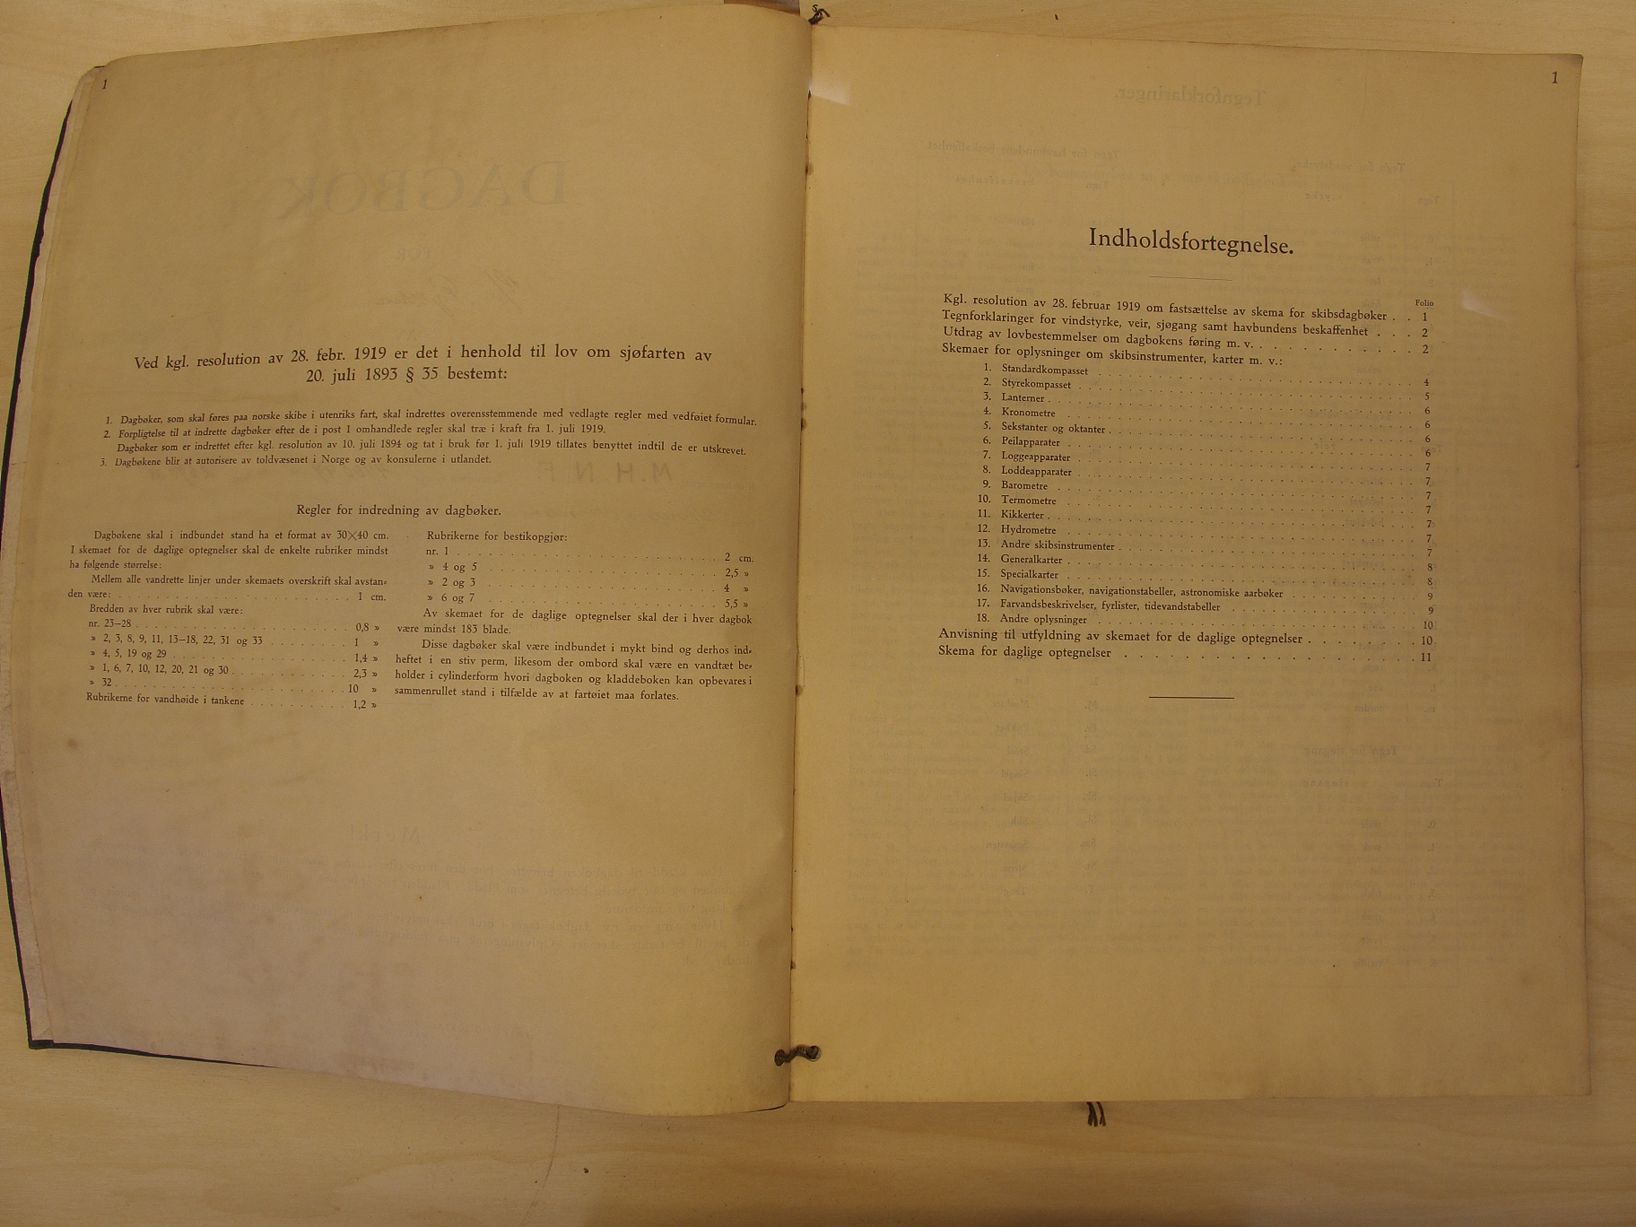 1
Ved kgl. resolution av 28. febr. 1919 er det i henhold til lov om sjøfarten av
20. juli 1893 § 35 bestemt:
1. Dagbøker, som skal føres paa norske skibe i utenriks fart, skal indrettes overensstemmende med vedlagte regler med vedføiet formular.
2. Forpligtelse til at indrette dagbøker efter de i post 1 omhandlede regler skal træ i kraft fra 1. juli 1919.
Dagbøker som er indrettet efter kgl. resolution av 10. juli 1894 og tat i bruk før 1. juli 1919 tillates benyttet indtil de er utskrevet.
3. Dagbøkene blir at autorisere av toldvæsenet i Norge og av konsulerne i utlandet.
Regler for indredning av dagbøker.
Dagbøkene skal i indbundet stand ha et format av 30×40 cm.
I skemaet for de daglige optegnelser skal de enkelte rubriker mindst
ha følgende størrelse:
Mellem alle vandrette linjer under skemaets overskrift skal avstan-
den være: . . . 1 cm.
Bredden av hver rubrik skal være:
nr. 23–28 . . . 0,8 »
» 2, 3, 8, 9, 11, 13–18, 22, 31 og 33 . . . 1 »
» 4, 5, 19 og 29 . . . 1,4 »
» 1, 6, 7, 10, 12, 20, 21 og 30 . . . 2,3 »
» 32 . . . 10 »
Rubrikerne for vandhøide i tankene . . . 1,2 »
Rubrikerne for bestikopgjør:
nr. 1 . . . 2 cm.
» 4 og 5 . . . 2,5 »
» 2 og 3 . . . 4 »
» 6 og 7 . . . 5,5 »
Av skemaet for de daglige optegnelser skal der i hver dagbok
være mindst 183 blade.
Disse dagbøker skal være indbundet i mykt bind og derhos ind-
heftet i en stiv perm, likesom der ombord skal være en vandtæt be-
holder i cylinderform hvori dagboken og kladdeboken kan opbevares i
sammenrullet stand i tilfælde av at fartøiet maa forlates.
1
Indholdsfortegnelse.
Folio
Kgl. resolution av 28. februar 1919 om fastsættelse av skema for skibsdagbøker . . 1
Tegnforklaringer for vindstyrke, veir, sjøgang samt havbundens beskaffenhet . . . 2
Utdrag av lovbestemmelser om dagbokens føring m. v. . . . 2
Skemaer for oplysninger om skibsinstrumenter, karter m. v.:
1. Standardkompasset . . . 4
2. Styrekompasset . . . 5
3. Lanterner . . . 6
4. Kronometre . . . 6
5. Sekstanter og oktanter . . . 6
6. Peilapparater . . . 6
7. Loggeapparater . . . 7
8. Loddeapparater . . . 7
9. Barometre . . . 7
10. Termometre . . . 7
11. Kikkerter . . . 7
12. Hydrometre . . . 7
13. Andre skibsinstrumenter . . . 7
14. Generalkarter . . . 8
15. Specialkarter . . . 8
16. Navigationsbøker, navigationstabeller, astronomiske aarbøker . . . 9
17. Farvandsbeskrivelser, fyrlister, tidevandstabeller . . . 9
18. Andre oplysninger . . . 10
Anvisning til utfyldning av skemaet for de daglige optegnelser . . . 10
Skema for daglige optegnelser . . . 11